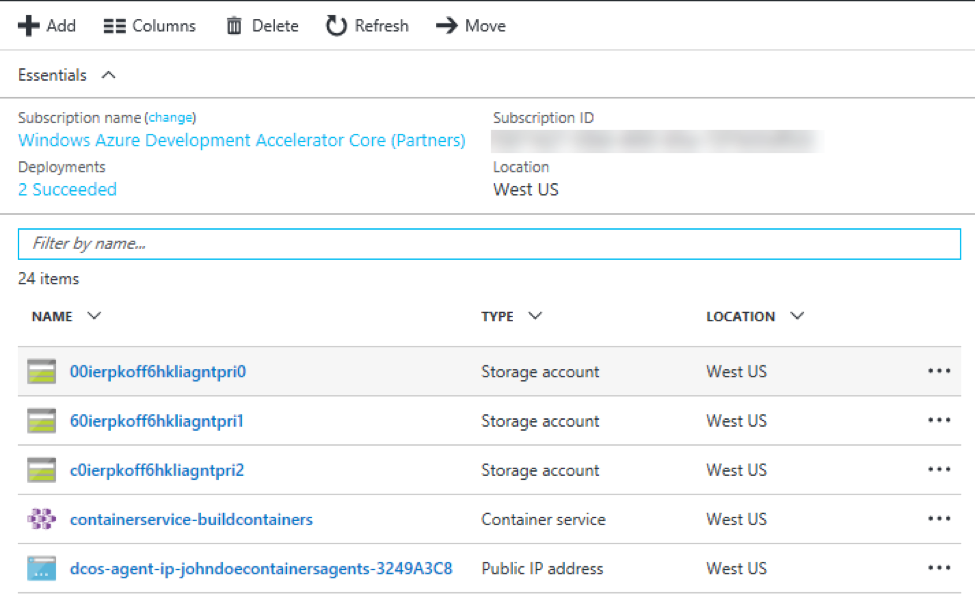 Add Columns Delete Refresh Move
Essentials
Subscription name (change) Subscription ID
Windows Azure Development Accelerator Core (Partners)
Deployments Location
2 Succeeded West US
Filter by name...
24 items
NAME TYPE LOCATION
00ierpkoff6hkliagntpri0 Storage account West US
60ierpkoff6hkliagntpri1 Storage account West US
c0ierpkoff6hkliagntpri2 Storage account West US
containerservice-buildcontainers Container service West US
dcos-agent-ip-johndoecontainersagents-3249A3C8 Public IP address West US